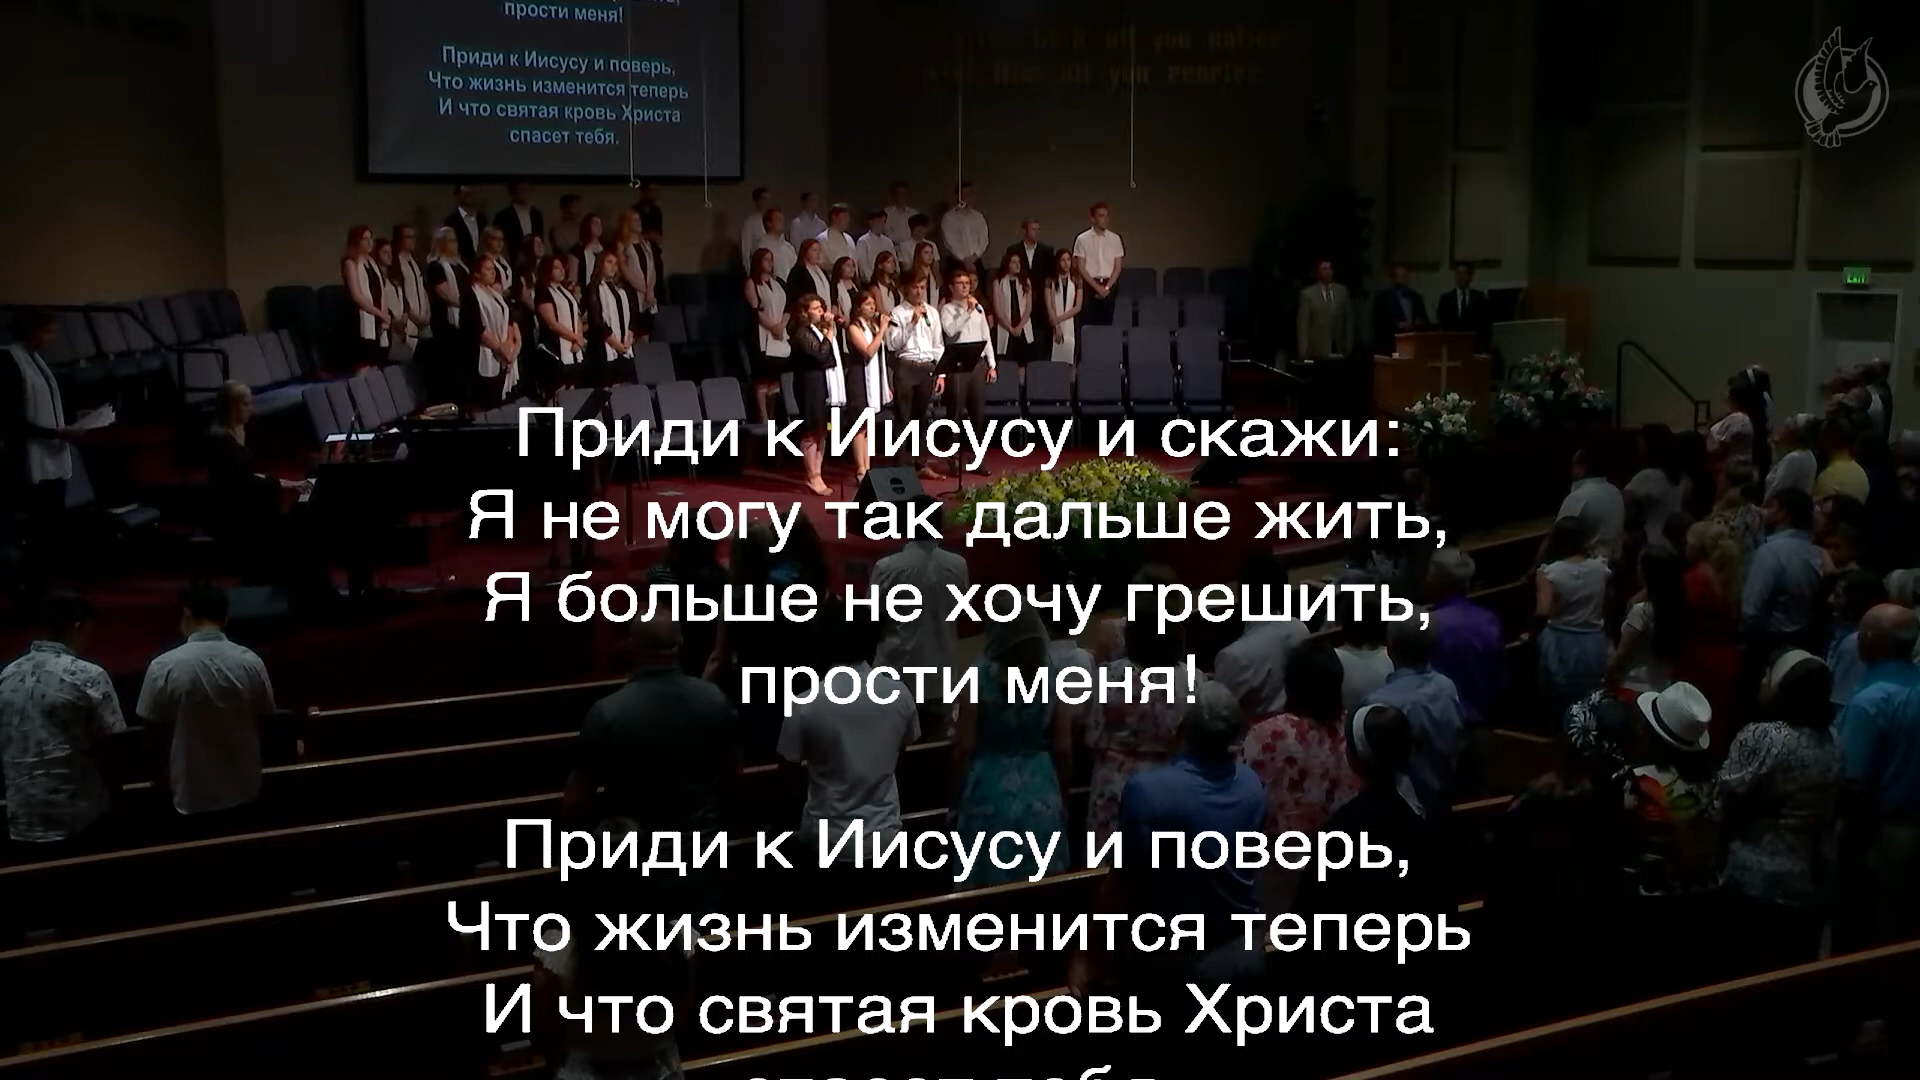 прости меня!
Приди к Иисусу и поверь,
Что жизнь изменится теперь
И что святая кровь Христа
спасет тебя.
EXIT
Приди к Иисусу и скажи:
Я не могу так дальше жить,
Я больше не хочу грешить,
прости меня!
Приди к Иисусу и поверь,
Что жизнь изменится теперь
И что святая кровь Христа